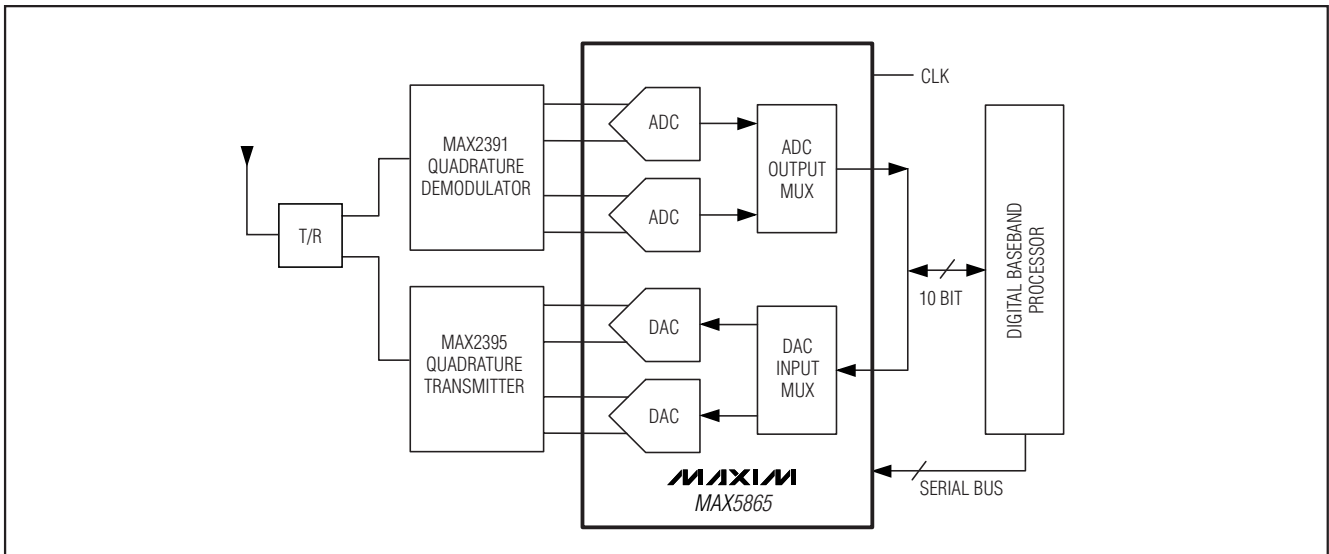 CLK
MAX2391
QUADRATURE
DEMODULATOR
ADC
ADC
ADC
OUTPUT
MUX
T/R
10 BIT
DIGITAL BASEBAND
PROCESSOR
MAX2395
QUADRATURE
TRANSMITTER
DAC
DAC
DAC
INPUT
MUX
MAXIM
MAX5865
SERIAL BUS